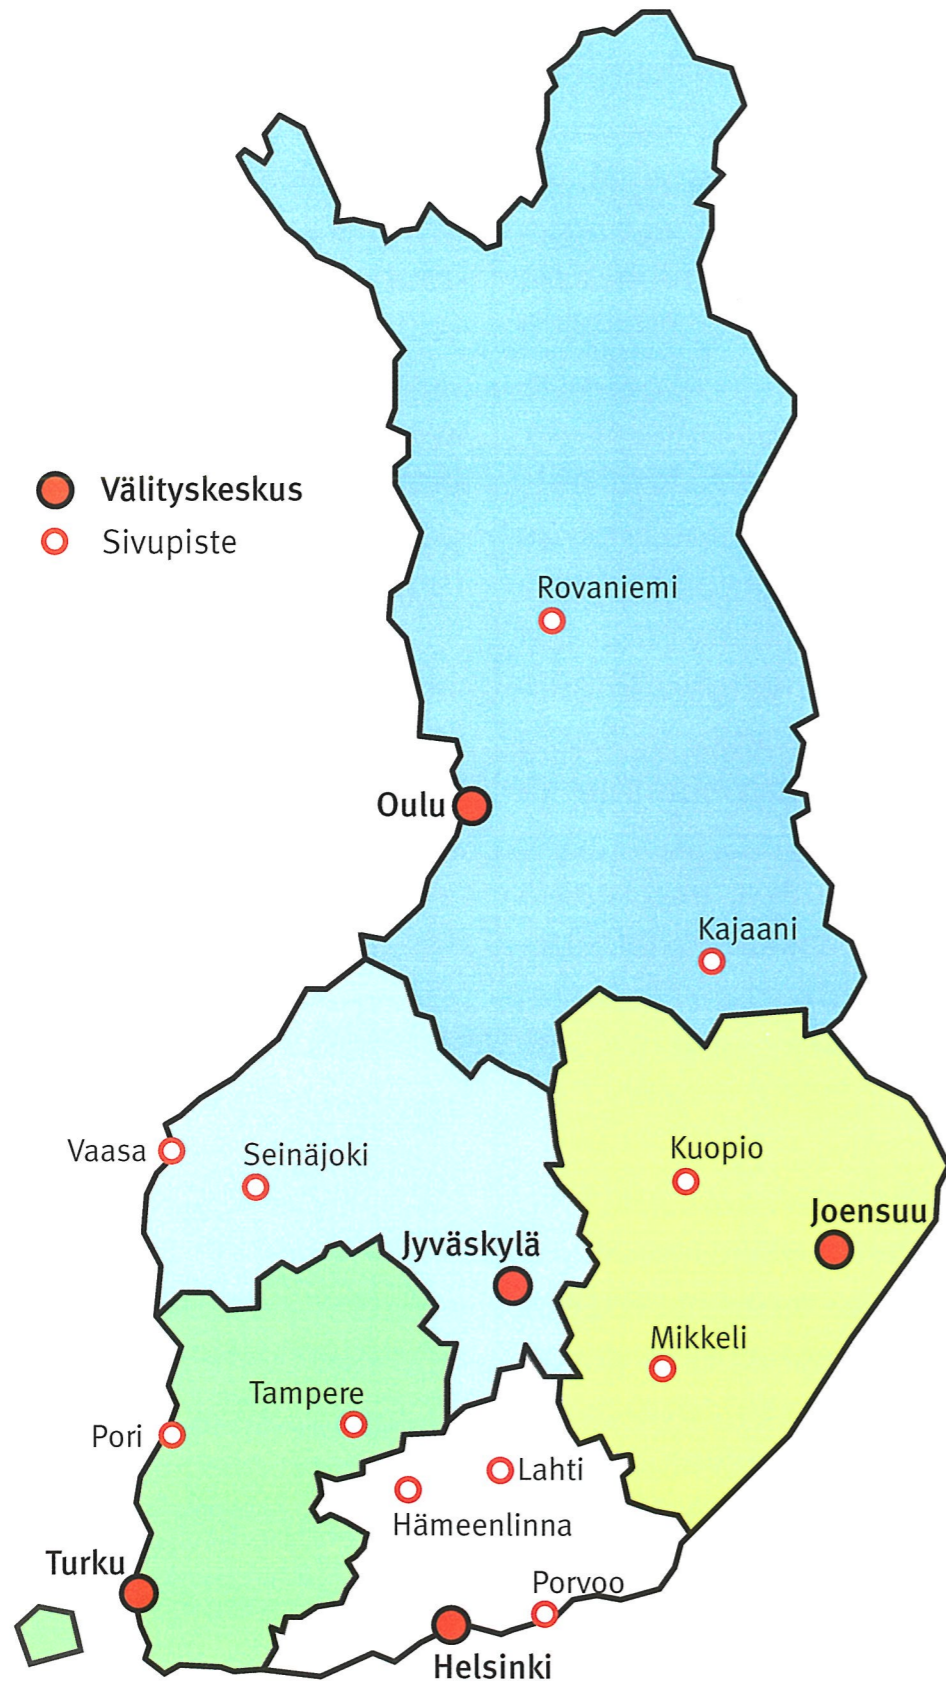 Välityskeskus
Sivupiste
Rovaniemi
Oulu
Kajaani
Vaasa
Seinäjoki
Kuopio
Joensuu
Jyväskylä
Mikkeli
Tampere
Pori
Lahti
Hämeenlinna
Turku
Porvoo
Helsinki